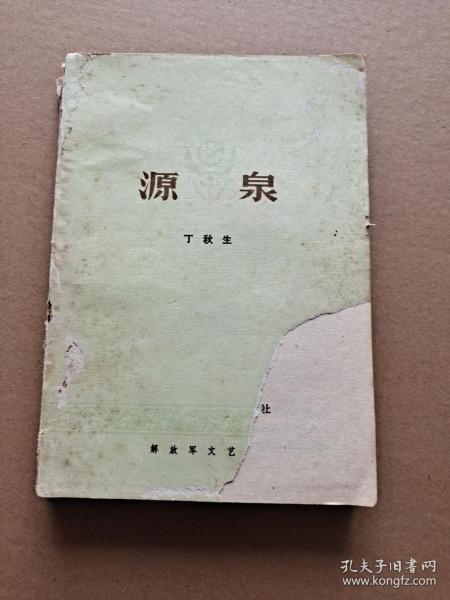 源泉
丁秋生
社
解放军文艺
孔夫子旧书网
www.kongfz.com